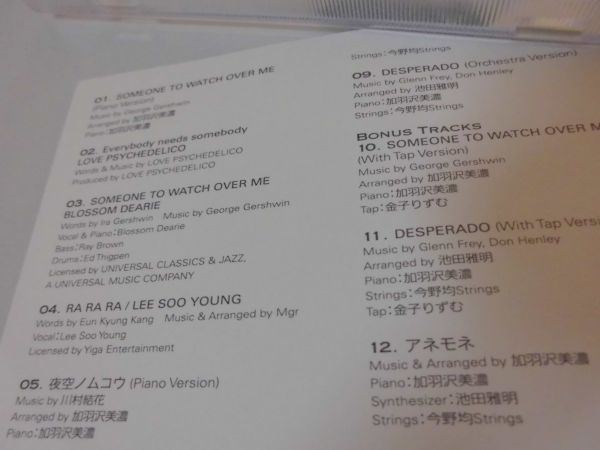 01. SOMEONE TO WATCH OVER ME
(Piano Version)
Music by George Gershwin
Arranged by 加羽沢美濃
Piano:加羽沢美濃
02. Everybody needs somebody
LOVE PSYCHEDELICO
Words & Music by LOVE PSYCHEDELICO
Produced by LOVE PSYCHEDELICO
03. SOMEONE TO WATCH OVER ME
BLOSSOM DEARIE
Words by Ira Gershwin Music by George Gershwin
Vocal & Piano:Blossom Dearie
Bass:Ray Brown
Drums:Ed Thigpen
Licensed by UNIVERSAL CLASSICS & JAZZ,
A UNIVERSAL MUSIC COMPANY
04. RA RA RA / LEE SOO YOUNG
Words by Eun Kyung Kang Music & Arranged by Mgr
Vocal:Lee Soo Young
Licensed by Yiga Entertainment
05. 夜空ノムコウ (Piano Version)
Music by 川村結花
Arranged by 加羽沢美濃
Piano:加羽沢美濃
Strings:今野均Strings
09. DESPERADO (Orchestra Version)
Music by Glenn Frey, Don Henley
Arranged by 池田雅明
Piano:加羽沢美濃
Strings:今野均Strings
BONUS TRACKS
10. SOMEONE TO WATCH OVER M
(With Tap Version)
Music by George Gershwin
Arranged by 加羽沢美濃
Piano:加羽沢美濃
Tap:金子りずむ
11. DESPERADO (With Tap Versi
Music by Glenn Frey, Don Henley
Arranged by 池田雅明
Piano:加羽沢美濃
Strings:今野均Strings
Tap:金子りずむ
12. アネモネ
Music & Arranged by 加羽沢美濃
Piano:加羽沢美濃
Synthesizer:池田雅明
Strings:今野均Strings